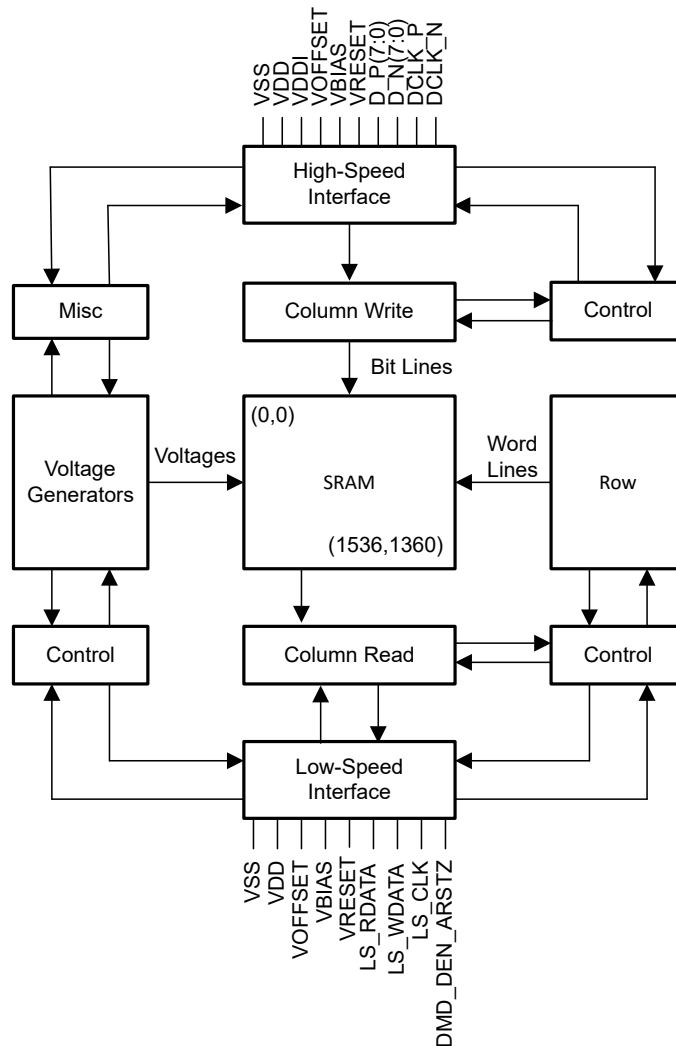 VSS
VDD
VDDI
VOFFSET
VBIAS
VRESET
D_P(7:0)
D_N(7:0)
DCLK_P
DCLK_N
High-Speed
Interface
Misc
Column Write
Control
Bit Lines
(0,0)
Voltage
Generators
Voltages
SRAM
Word
Lines
Row
(1536,1360)
Control
Column Read
Control
Low-Speed
Interface
VSS
VDD
VOFFSET
VBIAS
VRESET
LS_RDATA
LS_WDATA
LS_CLK
DMD_DEN_ARSTZ